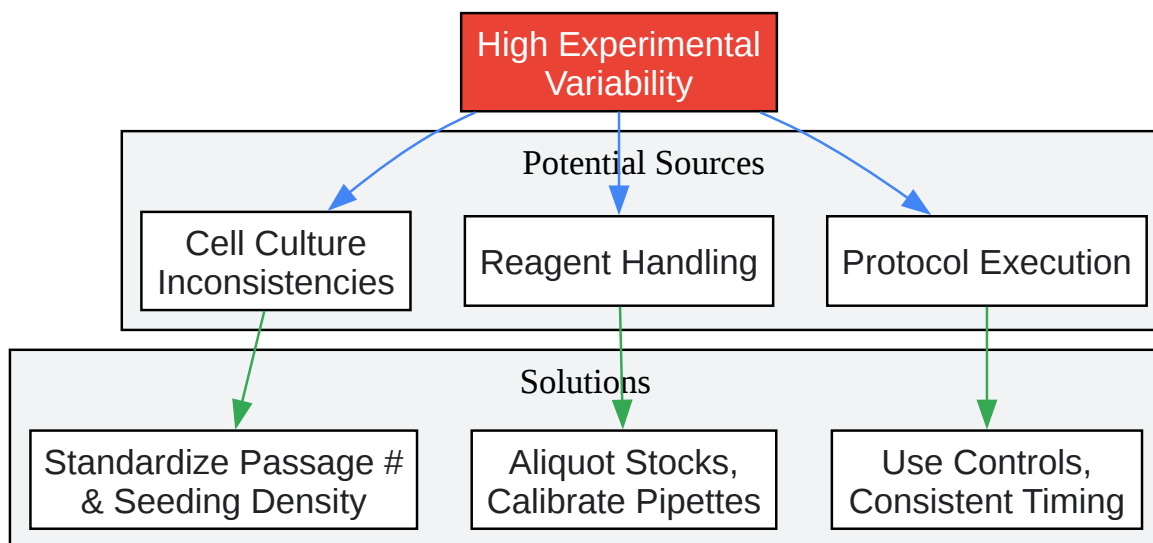 High Experimental
Variability
Potential Sources
Cell Culture
Inconsistencies
Reagent Handling
Protocol Execution
Solutions
Standardize Passage #
& Seeding Density
Aliquot Stocks,
Calibrate Pipettes
Use Controls,
Consistent Timing